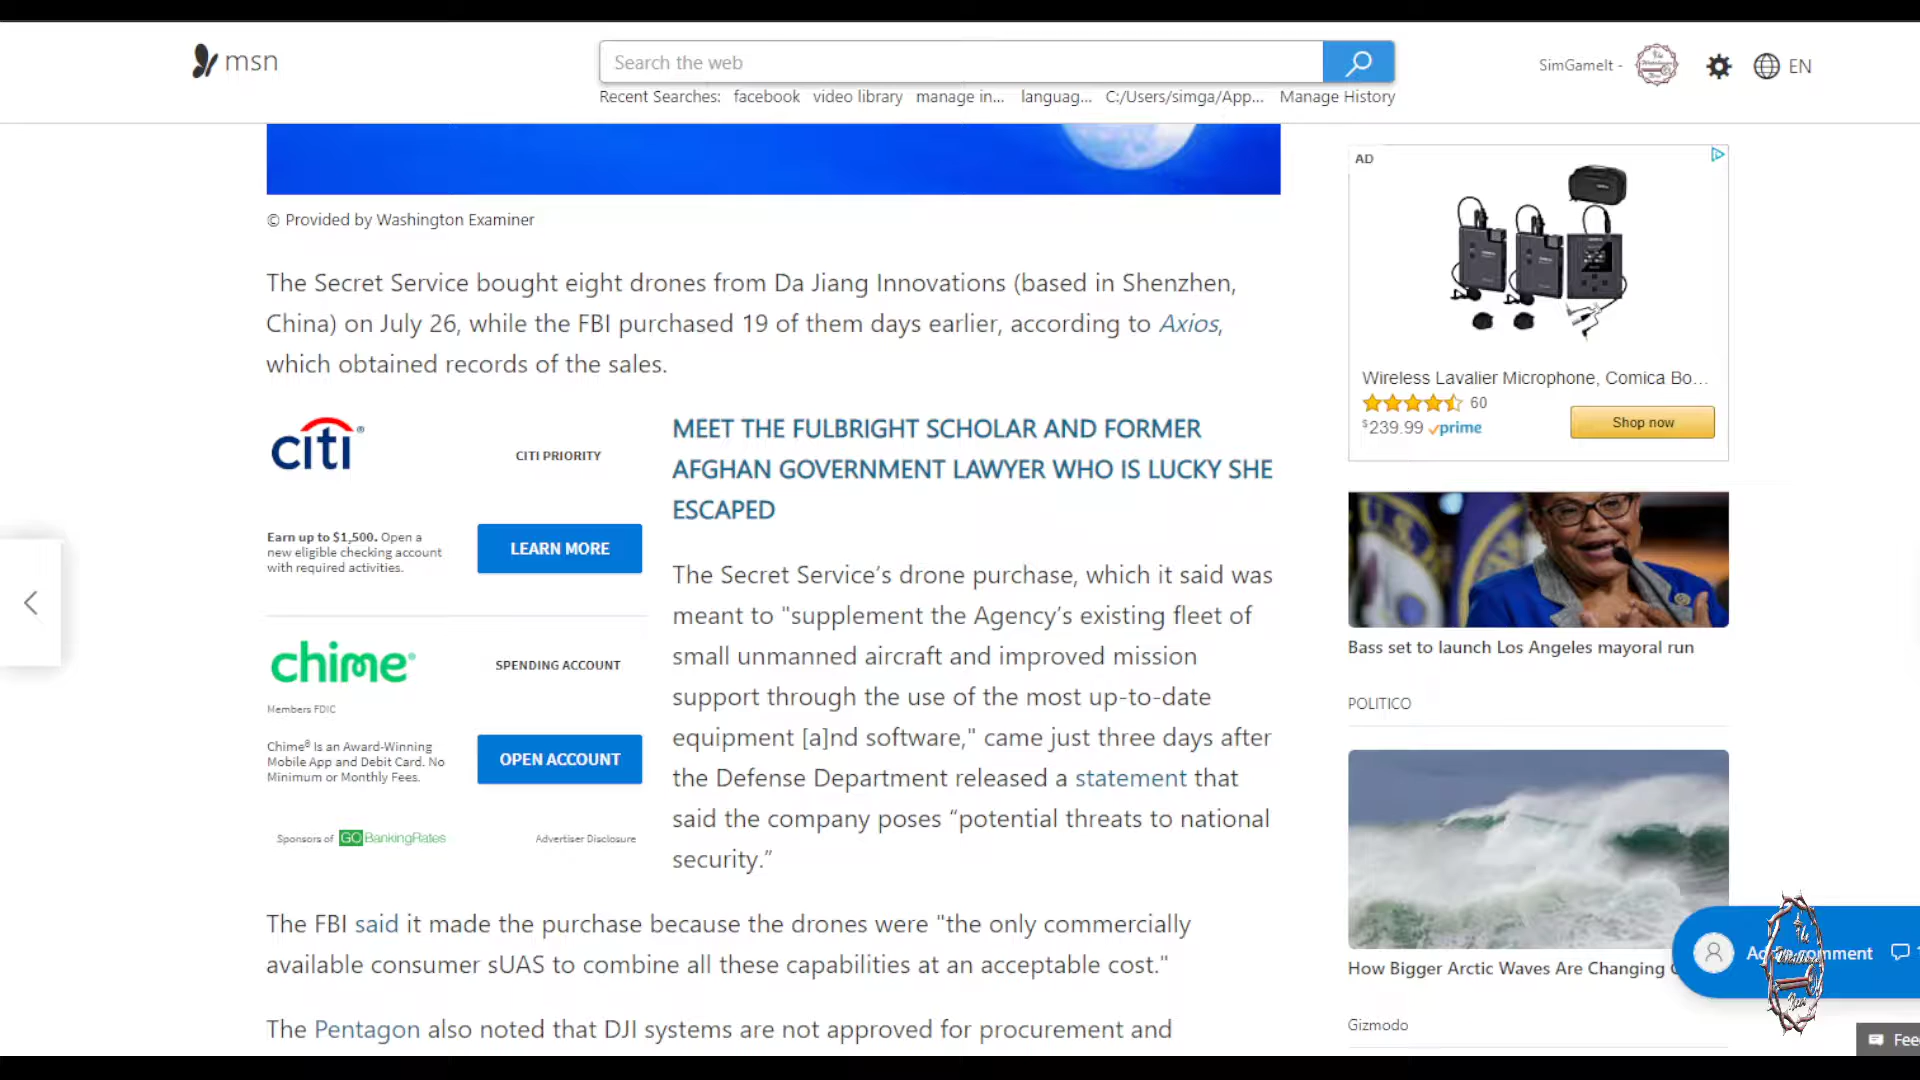 msn
Search the web
SimGameIt -
EN
Recent Searches: facebook video library manage in... languag... C:/Users/simga/App... Manage History
© Provided by Washington Examiner
The Secret Service bought eight drones from Da Jiang Innovations (based in Shenzhen,
China) on July 26, while the FBI purchased 19 of them days earlier, according to Axios,
which obtained records of the sales.
citi®
CITI PRIORITY
Earn up to $1,500. Open a
new eligible checking account
with required activities.
LEARN MORE
chime®
SPENDING ACCOUNT
Members FDIC
Chime® Is an Award-Winning
Mobile App and Debit Card. No
Minimum or Monthly Fees.
OPEN ACCOUNT
Sponsors of GOBankingRates
Advertiser Disclosure
MEET THE FULBRIGHT SCHOLAR AND FORMER
AFGHAN GOVERNMENT LAWYER WHO IS LUCKY SHE
ESCAPED
The Secret Service’s drone purchase, which it said was
meant to "supplement the Agency’s existing fleet of
small unmanned aircraft and improved mission
support through the use of the most up-to-date
equipment [a]nd software," came just three days after
the Defense Department released a statement that
said the company poses “potential threats to national
security.”
The FBI said it made the purchase because the drones were "the only commercially
available consumer sUAS to combine all these capabilities at an acceptable cost."
The Pentagon also noted that DJI systems are not approved for procurement and
AD
Wireless Lavalier Microphone, Comica Bo...
60
$239.99 prime
Shop now
Bass set to launch Los Angeles mayoral run
POLITICO
How Bigger Arctic Waves Are Changing
Gizmodo